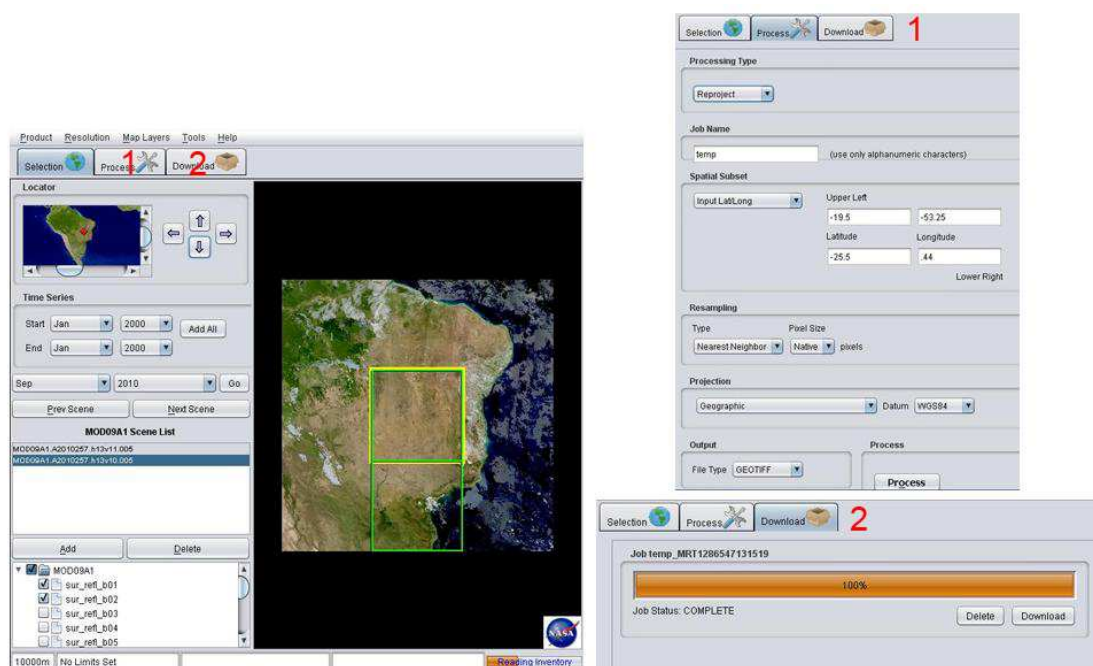 Product Resolution Map Layers Tools Help
Selection Process Download
1 2
Locator
Time Series
Start Jan 2000 Add All
End Jan 2000
Sep 2010 Go
Prev Scene Next Scene
MOD09A1 Scene List
MOD09A1.A2010257.h13v11.005
MOD09A1.A2010257.h13v10.005
Add Delete
MOD09A1
sur_refl_b01
sur_refl_b02
sur_refl_b03
sur_refl_b04
sur_refl_b05
10000m No Limits Set Reading Inventory
NASA
Selection Process Download 1
Processing Type
Reproject
Job Name
temp (use only alphanumeric characters)
Spatial Subset
Input Lat/Long Upper Left
-19.5 -53.25
Latitude Longitude
-25.5 .44
Lower Right
Resampling
Type Pixel Size
Nearest Neighbor Native pixels
Projection
Geographic Datum WGS84
Output Process
File Type GEOTIFF
Process
Selection Process Download 2
Job temp_MRT1286547131519
100%
Job Status: COMPLETE Delete Download